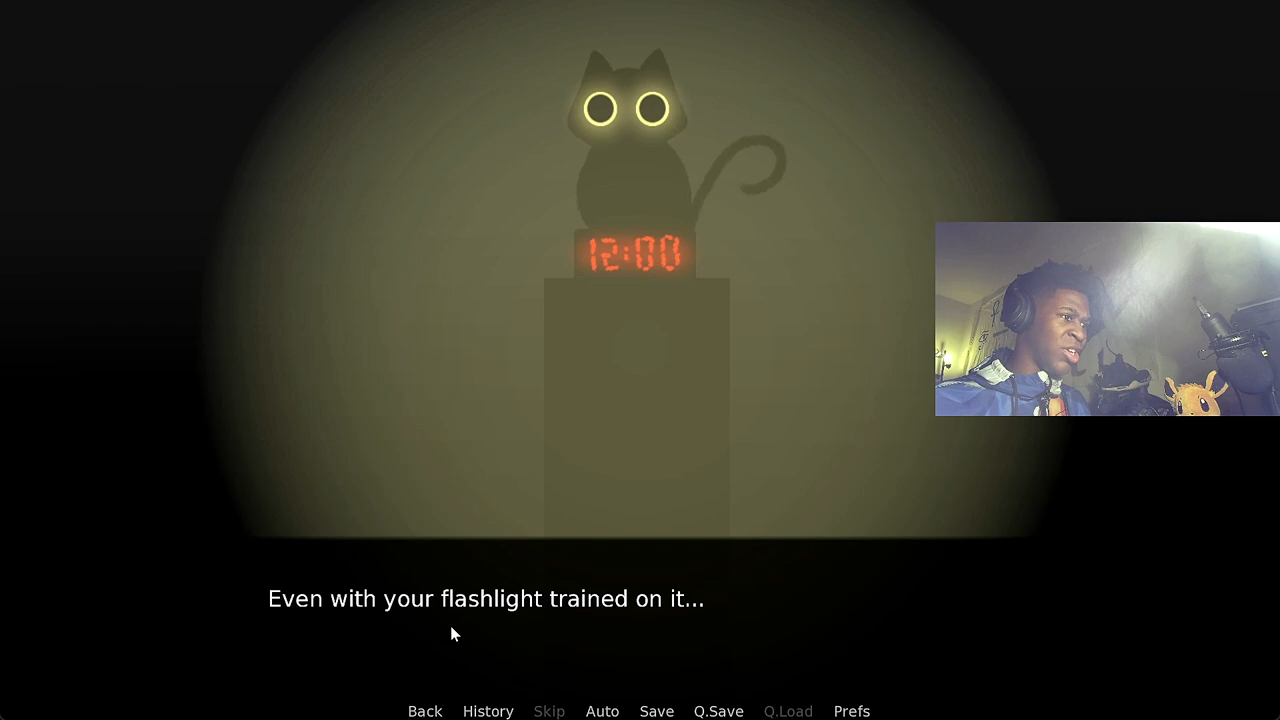 12:00
Even with your flashlight trained on it...
Back History Skip Auto Save Q.Save Q.Load Prefs